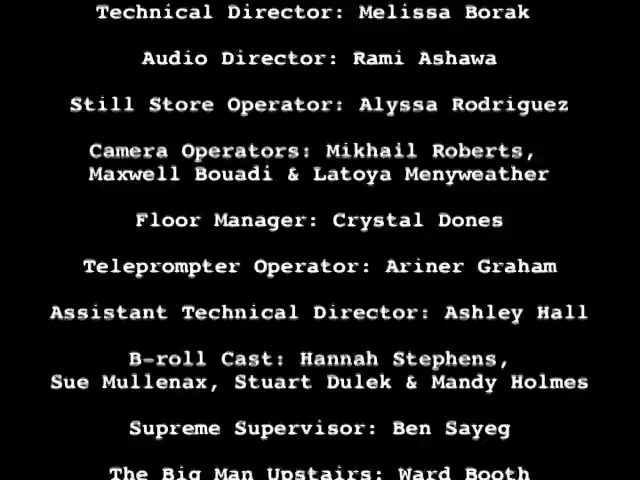 Technical Director: Melissa Borak
Audio Director: Rami Ashawa
Still Store Operator: Alyssa Rodriguez
Camera Operators: Mikhail Roberts,
Maxwell Bouadi & Latoya Menyweather
Floor Manager: Crystal Dones
Teleprompter Operator: Ariner Graham
Assistant Technical Director: Ashley Hall
B-roll Cast: Hannah Stephens,
Sue Mullenax, Stuart Dulek & Mandy Holmes
Supreme Supervisor: Ben Sayeg
The Big Man Upstairs: Ward Booth